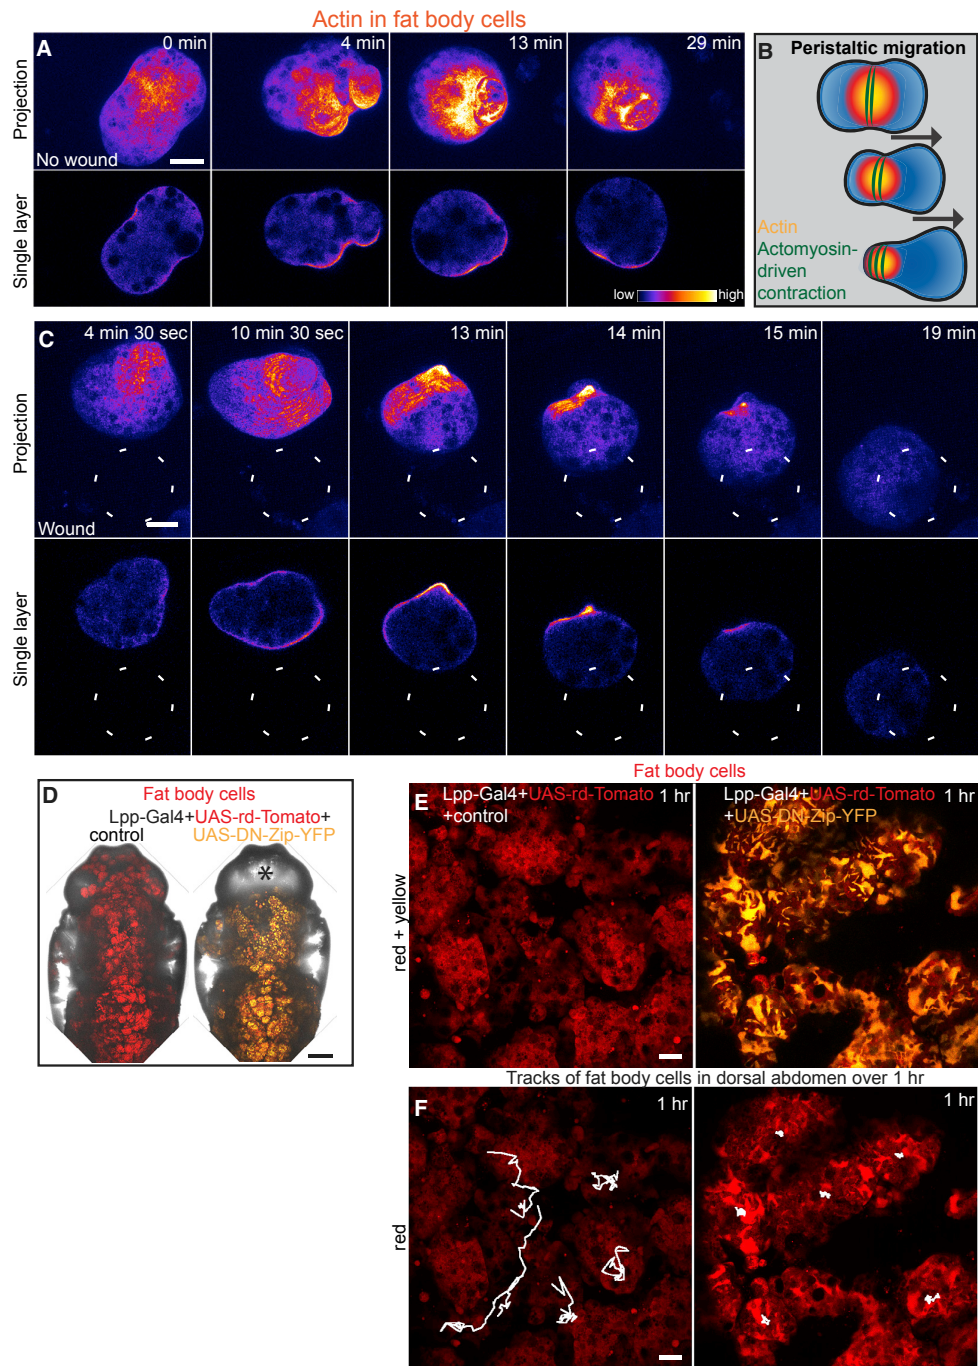 Actin in fat body cells
A
0 min
4 min
13 min
29 min
Projection
No wound
Single layer
low
high
B
Peristaltic migration
Actin
Actomyosin-
driven
contraction
C
4 min 30 sec
10 min 30 sec
13 min
14 min
15 min
19 min
Projection
Wound
Single layer
D
Fat body cells
Lpp-Gal4+UAS-rd-Tomato+
control
UAS-DN-Zip-YFP
*
Fat body cells
E
Lpp-Gal4+UAS-rd-Tomato
+control
1 hr
Lpp-Gal4+UAS-rd-Tomato
+UAS-DN-Zip-YFP
1 hr
red + yellow
Tracks of fat body cells in dorsal abdomen over 1 hr
F
1 hr
1 hr
red